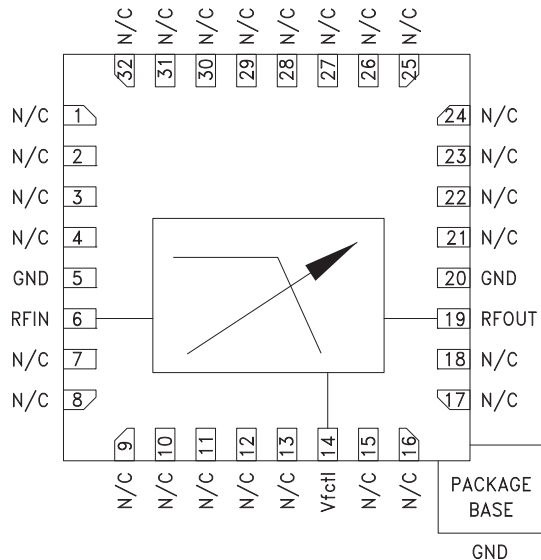 N/C N/C N/C N/C N/C N/C N/C N/C
32 31 30 29 28 27 26 25
N/C 1 24 N/C
N/C 2 23 N/C
N/C 3 22 N/C
N/C 4 21 N/C
GND 5 20 GND
RFIN 6 19 RFOUT
N/C 7 18 N/C
N/C 8 17 N/C
9 10 11 12 13 14 15 16
N/C N/C N/C N/C N/C Vfctl N/C N/C
PACKAGE
BASE
GND